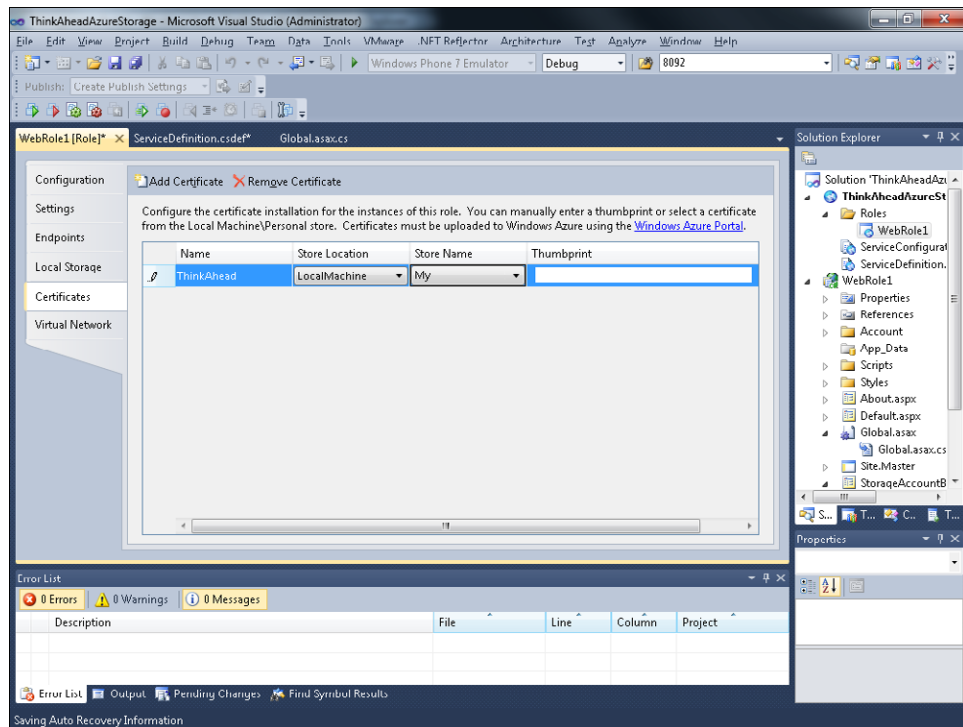 ThinkAheadAzureStorage - Microsoft Visual Studio (Administrator)
File Edit View Project Build Debug Team Data Tools VMware .NET Reflector Architecture Test Analyze Window Help
Windows Phone 7 Emulator Debug 8092
Publish: Create Publish Settings
WebRole1 [Role]* ServiceDefinition.csdef* Global.asax.cs
Configuration
Settings
Endpoints
Local Storage
Certificates
Virtual Network
Add Certificate Remove Certificate
Configure the certificate installation for the instances of this role. You can manually enter a thumbprint or select a certificate
from the Local Machine\Personal store. Certificates must be uploaded to Windows Azure using the Windows Azure Portal.
Name Store Location Store Name Thumbprint
ThinkAhead LocalMachine My
Solution Explorer
Solution 'ThinkAheadAzu
ThinkAheadAzureSt
Roles
WebRole1
ServiceConfigurat
ServiceDefinition.
WebRole1
Properties
References
Account
App_Data
Scripts
Styles
About.aspx
Default.aspx
Global.asax
Global.asax.cs
Site.Master
StorageAccountB
S... T... C... T...
Properties
Error List
0 Errors 0 Warnings 0 Messages
Description File Line Column Project
Error List Output Pending Changes Find Symbol Results
Saving Auto Recovery Information